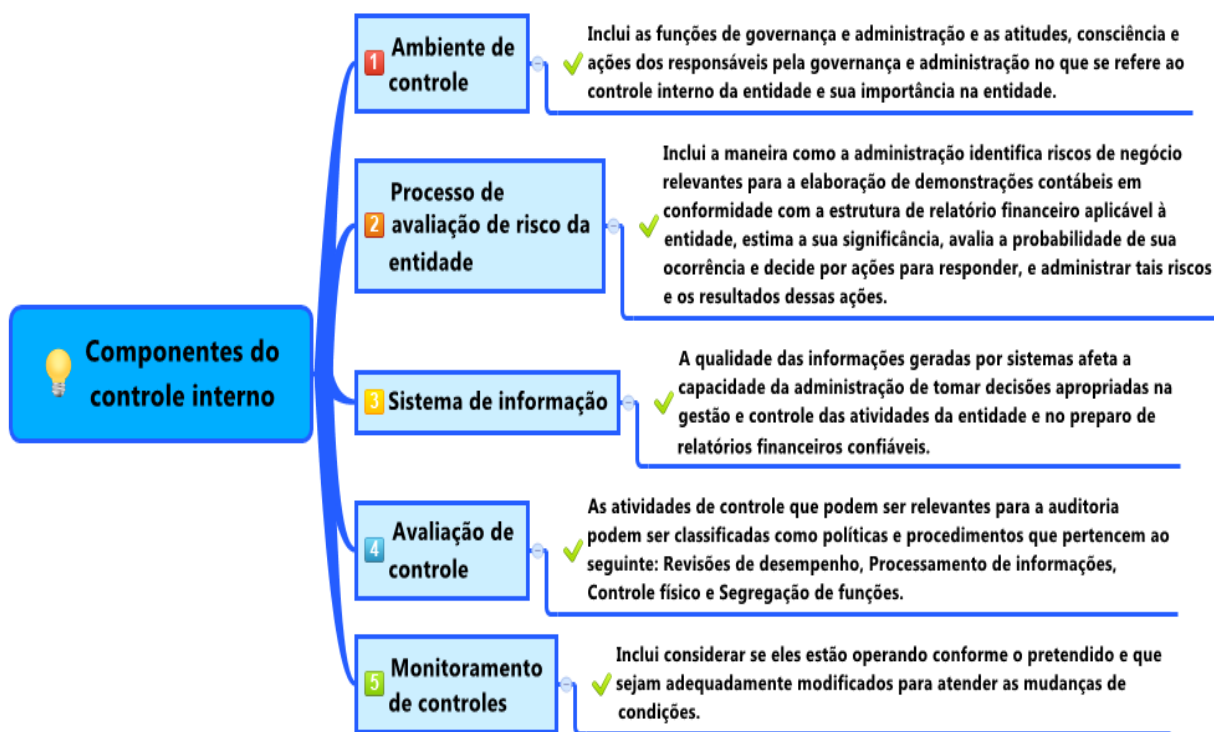 Componentes do
controle interno
1
Ambiente de
controle
Inclui as funções de governança e administração e as atitudes, consciência e
ações dos responsáveis pela governança e administração no que se refere ao
controle interno da entidade e sua importância na entidade.
2
Processo de
avaliação de risco da
entidade
Inclui a maneira como a administração identifica riscos de negócio
relevantes para a elaboração de demonstrações contábeis em
conformidade com a estrutura de relatório financeiro aplicável à
entidade, estima a sua significância, avalia a probabilidade de sua
ocorrência e decide por ações para responder, e administrar tais riscos
e os resultados dessas ações.
3
Sistema de informação
A qualidade das informações geradas por sistemas afeta a
capacidade da administração de tomar decisões apropriadas na
gestão e controle das atividades da entidade e no preparo de
relatórios financeiros confiáveis.
4
Avaliação de
controle
As atividades de controle que podem ser relevantes para a auditoria
podem ser classificadas como políticas e procedimentos que pertencem ao
seguinte: Revisões de desempenho, Processamento de informações,
Controle físico e Segregação de funções.
5
Monitoramento
de controles
Inclui considerar se eles estão operando conforme o pretendido e que
sejam adequadamente modificados para atender as mudanças de
condições.